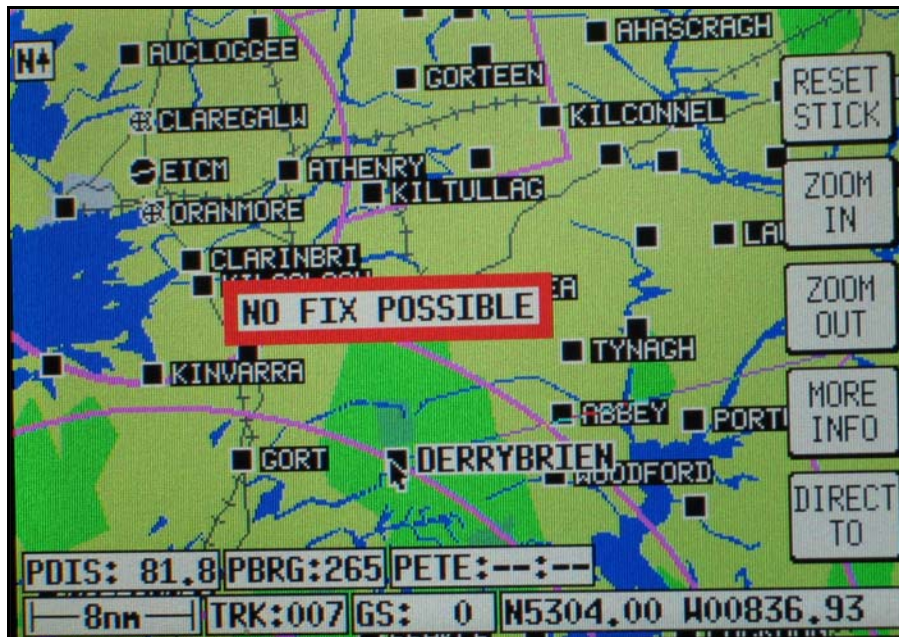 AHASCRAGH
N
AUCLOGGEE
GORTEEN
RESET
STICK
CLAREGALW
KILCONNEL
EICM
ATHENRY
KILTULLAG
ZOOM
IN
ORANMORE
CLARINBRI
NO FIX POSSIBLE
ZOOM
OUT
TYNAGH
KINVARRA
MORE
INFO
ABBEY
GORT
DERRYBRIEN
WOODFORD
DIRECT
TO
PDIS: 81.8 PBRG:265 PETE:--:--
8nm TRK:007 GS: 0 N5304.00 W00836.93